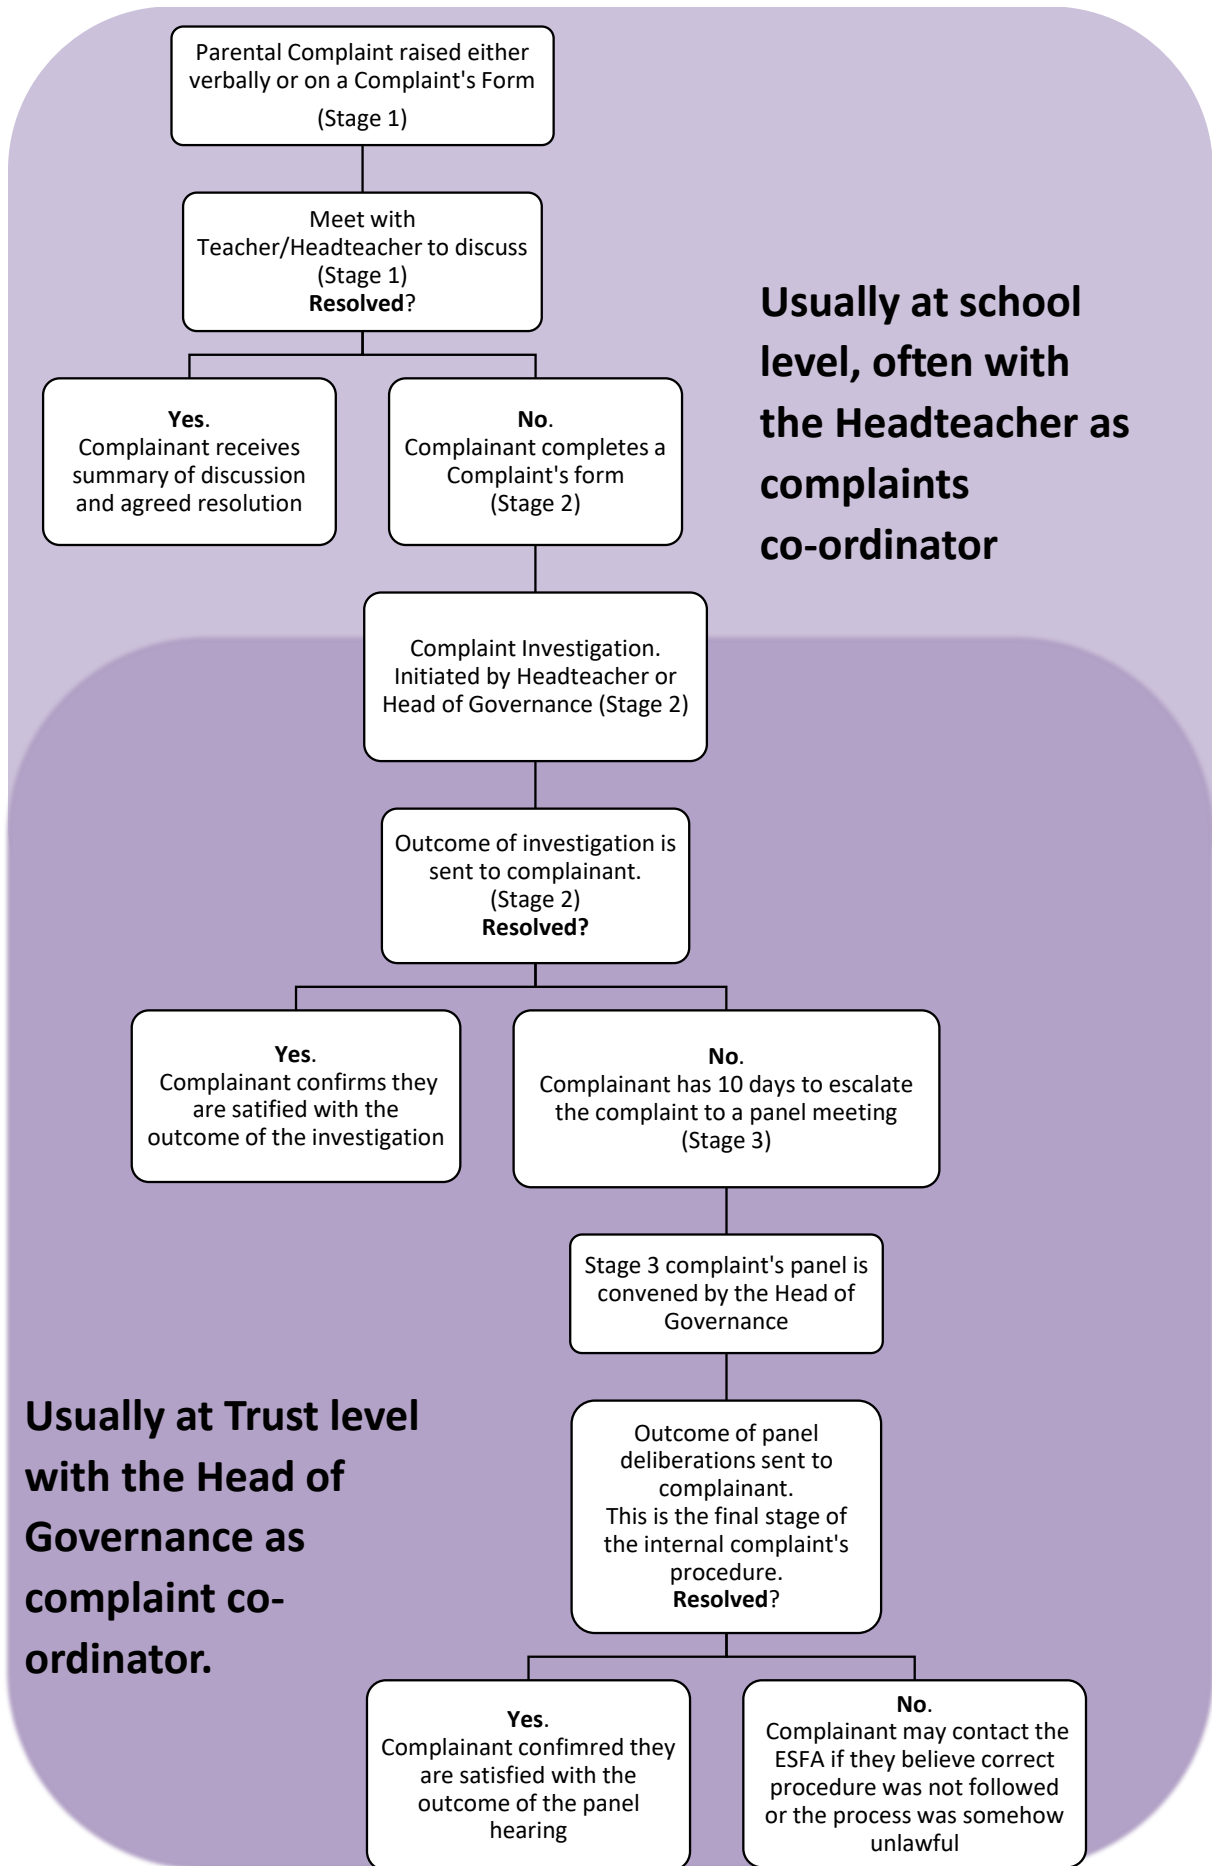 Parental Complaint raised either
verbally or on a Complaint's Form
(Stage 1)
Meet with
Teacher/Headteacher to discuss
(Stage 1)
Resolved?
Usually at school
level, often with
the Headteacher as
complaints
co-ordinator
Yes.
Complainant receives
summary of discussion
and agreed resolution
No.
Complainant completes a
Complaint's form
(Stage 2)
Complaint Investigation.
Initiated by Headteacher or
Head of Governance (Stage 2)
Outcome of investigation is
sent to complainant.
(Stage 2)
Resolved?
Yes.
Complainant confirms they
are satified with the
outcome of the investigation
No.
Complainant has 10 days to escalate
the complaint to a panel meeting
(Stage 3)
Stage 3 complaint's panel is
convened by the Head of
Governance
Usually at Trust level
with the Head of
Governance as
complaint co-
ordinator.
Outcome of panel
deliberations sent to
complainant.
This is the final stage of
the internal complaint's
procedure.
Resolved?
Yes.
Complainant confimred they
are satisfied with the
outcome of the panel
hearing
No.
Complainant may contact the
ESFA if they believe correct
procedure was not followed
or the process was somehow
unlawful